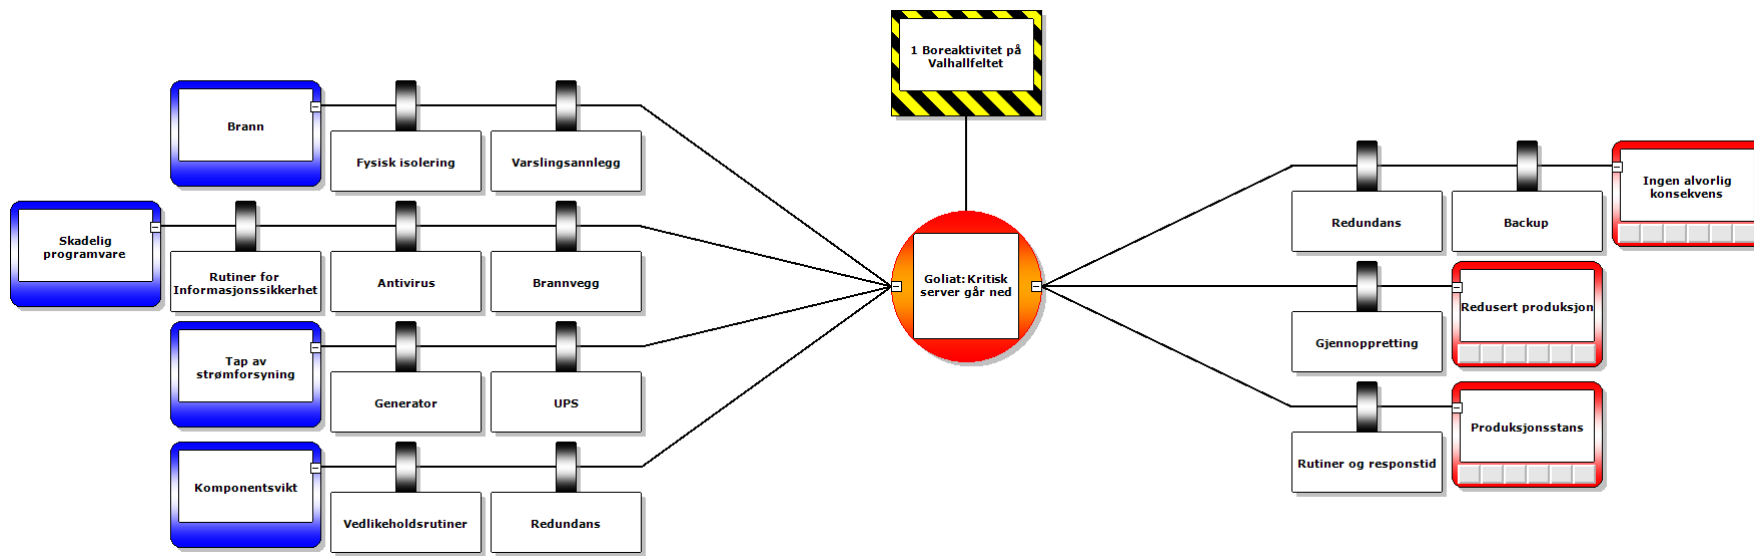 1 Boreaktivitet på
Valhallfeltet
Brann
Fysisk isolering
Varslingsannlegg
Skadelig
programvare
Rutiner for
Informasjonssikkerhet
Antivirus
Brannvegg
Tap av
strømforsyning
Generator
UPS
Komponentsvikt
Vedlikeholdsrutiner
Redundans
Goliat: Kritisk
server går ned
Redundans
Backup
Ingen alvorlig
konsekvens
Gjennoppretting
Redusert produksjon
Rutiner og responstid
Produksjonsstans